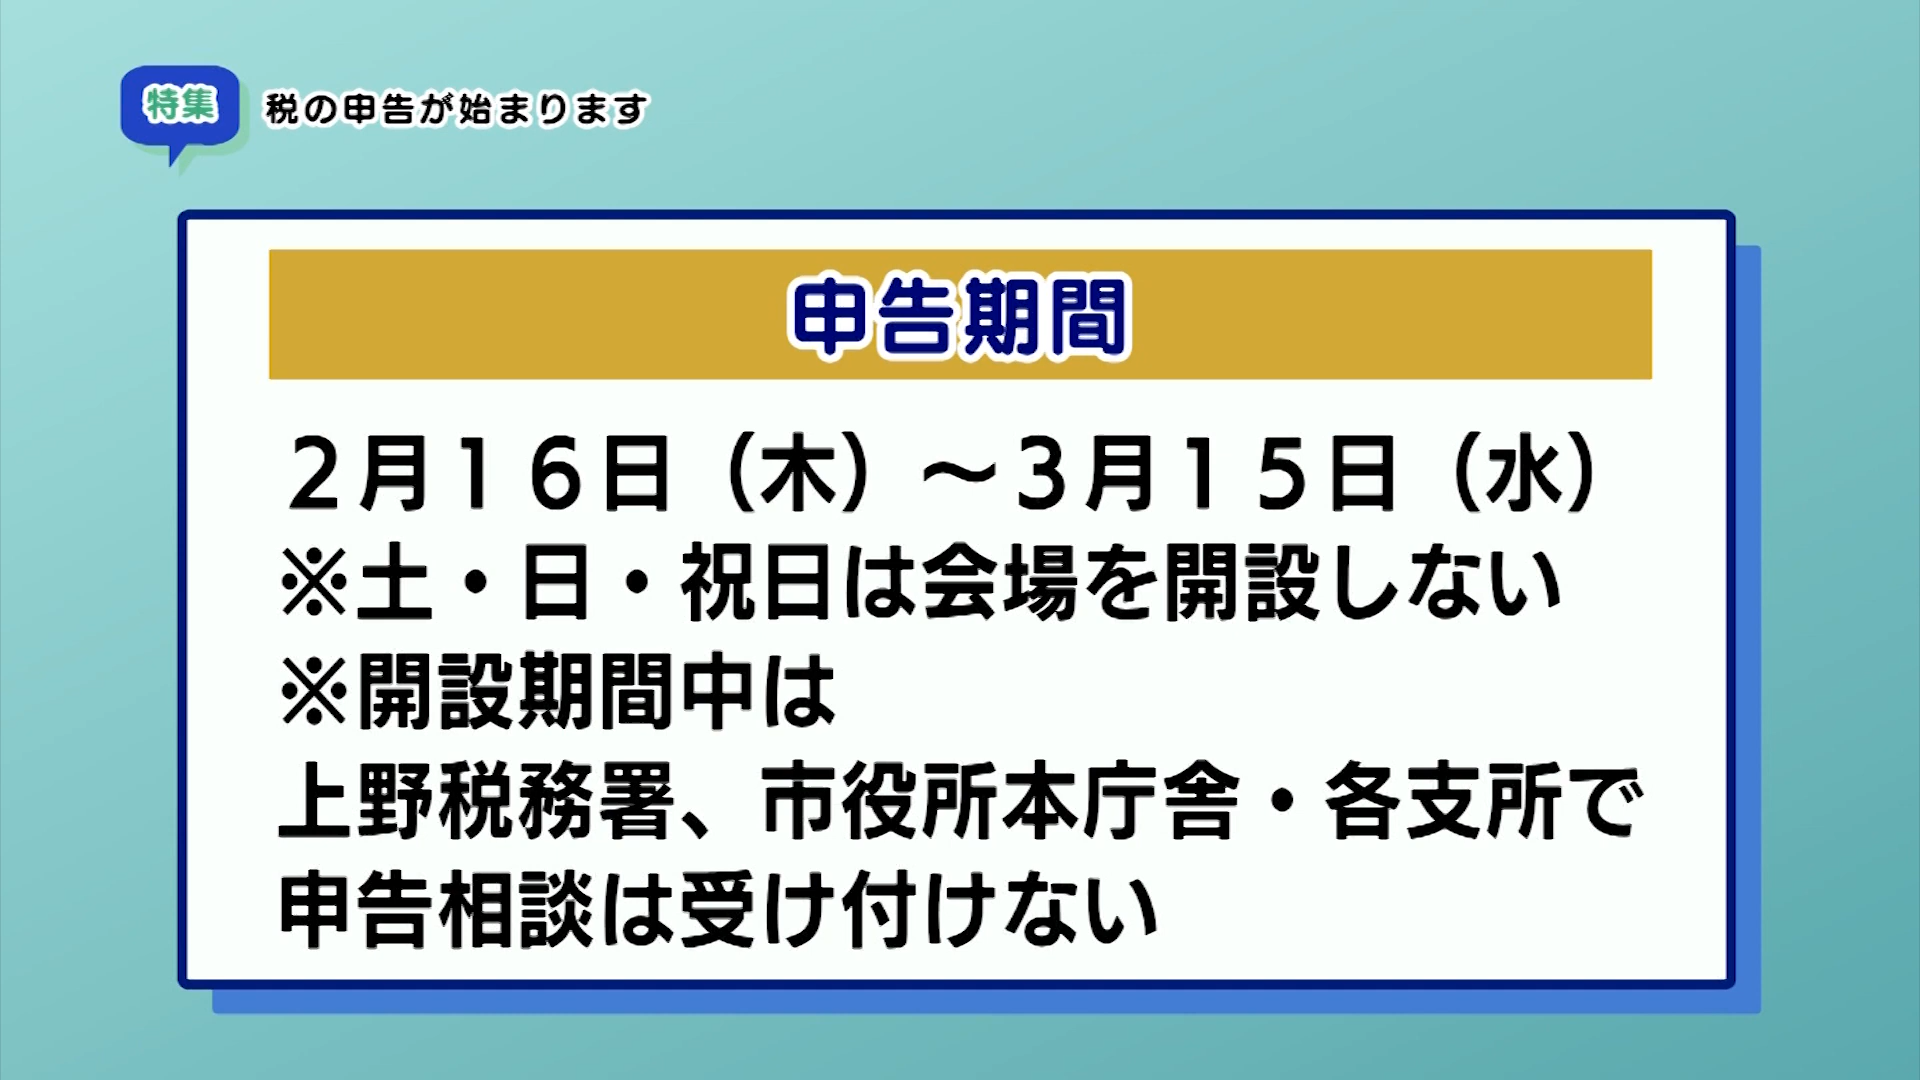 特集
税の申告が始まります
申告期間
２月１６日（木）～３月１５日（水）
※土・日・祝日は会場を開設しない
※開設期間中は
上野税務署、市役所本庁舎・各支所で
申告相談は受け付けない